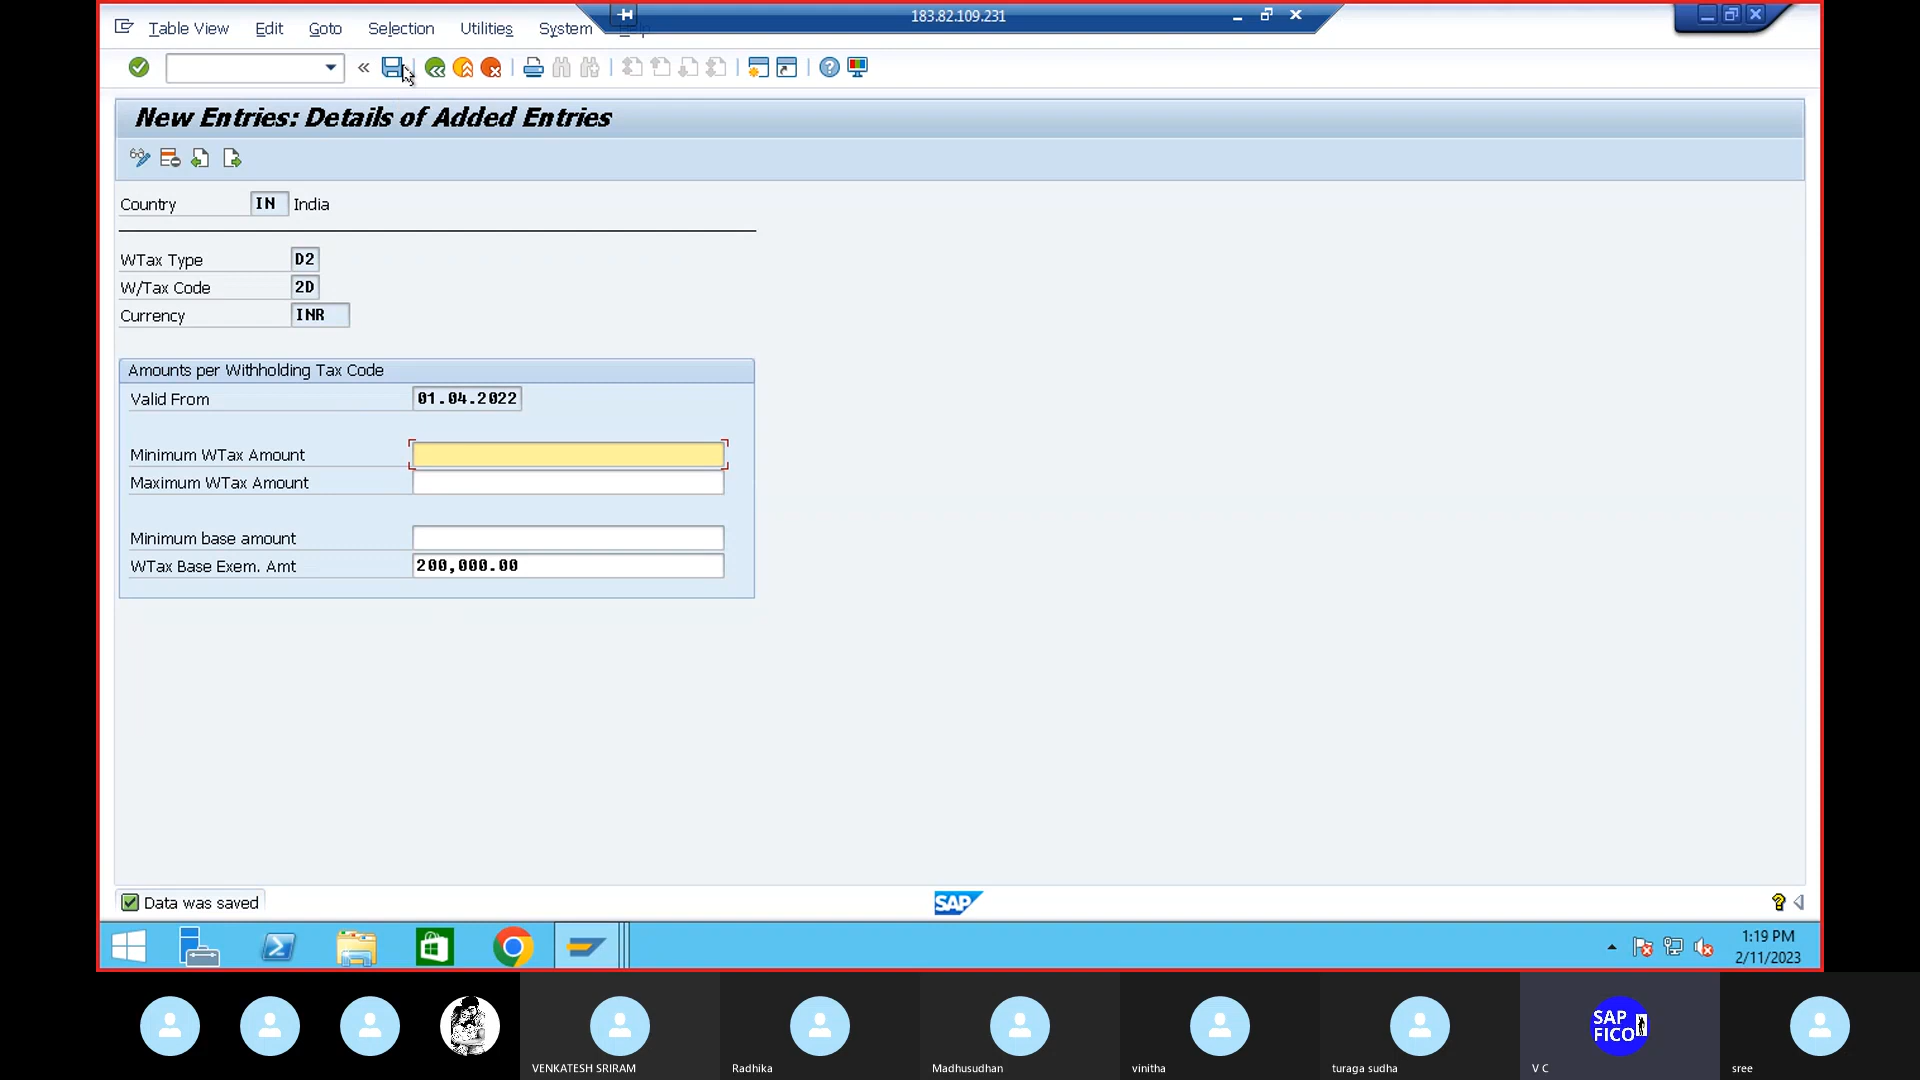 183.82.109.231
Table View Edit Goto Selection Utilities System
New Entries: Details of Added Entries
Country IN India
WTax Type D2
W/Tax Code 2D
Currency INR
Amounts per Withholding Tax Code
Valid From 01.04.2022
Minimum WTax Amount
Maximum WTax Amount
Minimum base amount
WTax Base Exem. Amt 200,000.00
Data was saved
SAP
1:19 PM
2/11/2023
SAP
FICO
VENKATESH SRIRAM Radhika Madhusudhan vinitha turaga sudha V C sree